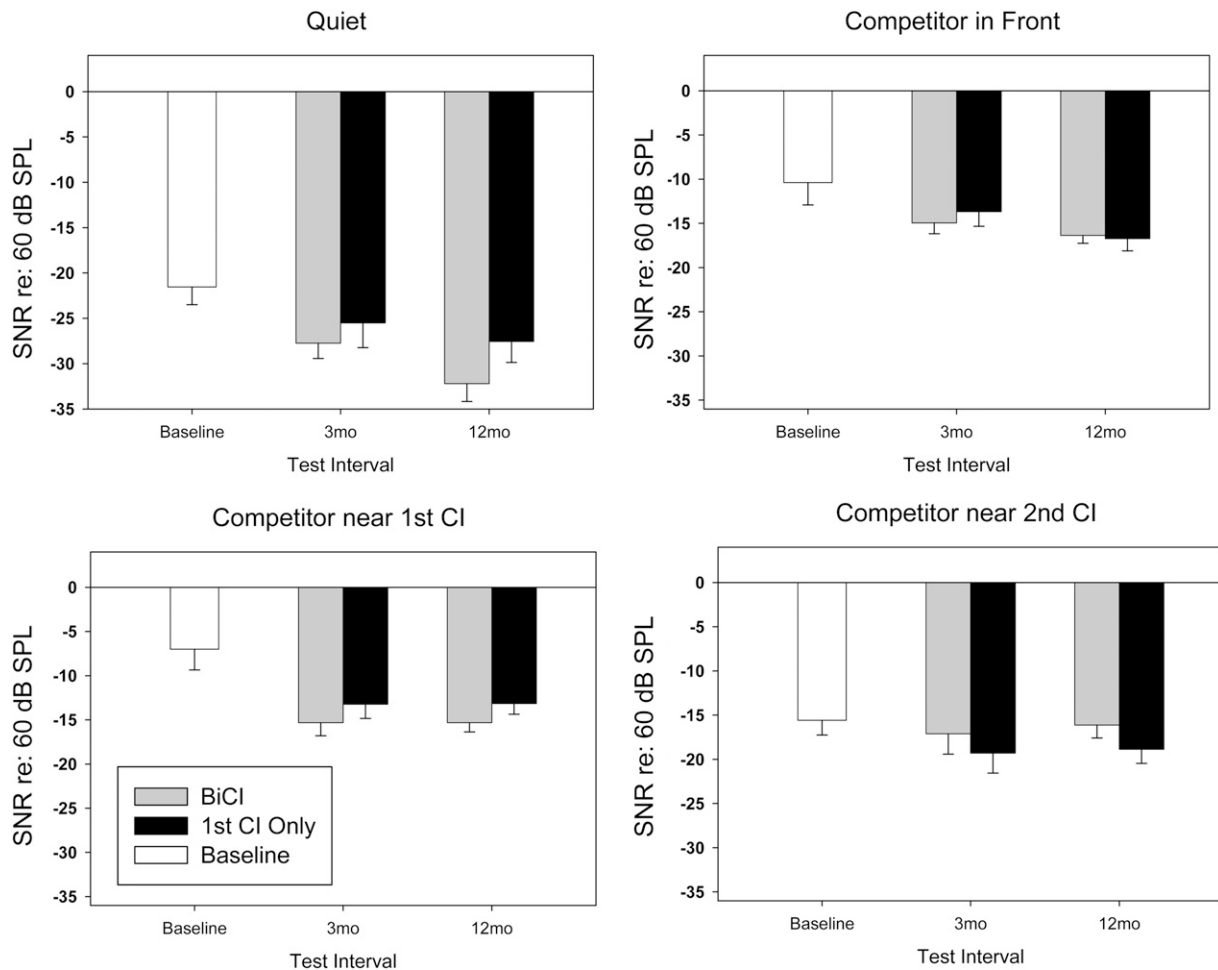 Quiet
0
-5
-10
-15
-20
-25
-30
-35
SNR re: 60 dB SPL
Baseline 3mo 12mo
Test Interval
Competitor in Front
0
-5
-10
-15
-20
-25
-30
-35
SNR re: 60 dB SPL
Baseline 3mo 12mo
Test Interval
Competitor near 1st CI
0
-5
-10
-15
-20
-25
-30
-35
SNR re: 60 dB SPL
BiCI
1st CI Only
Baseline
Baseline 3mo 12mo
Test Interval
Competitor near 2nd CI
0
-5
-10
-15
-20
-25
-30
-35
SNR re: 60 dB SPL
Baseline 3mo 12mo
Test Interval